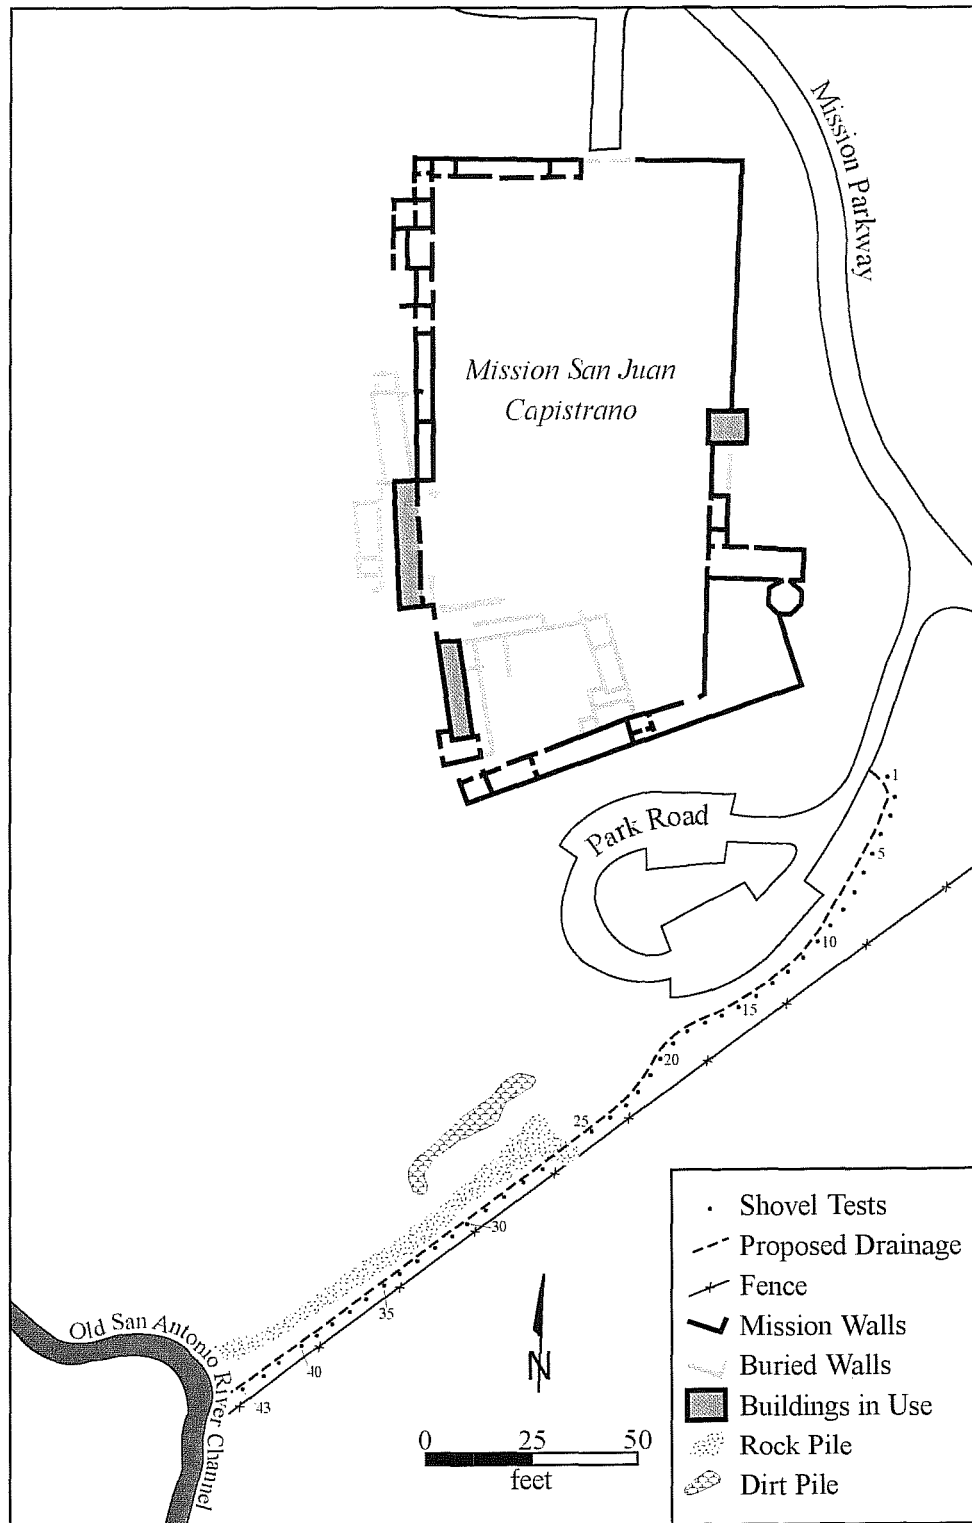 Mission Parkway
Mission San Juan
Capistrano
1
Park Road
5
10
15
20
25
30
35
40
43
Old San Antonio River Channel
N
0 25 50
feet
Shovel Tests
Proposed Drainage
Fence
Mission Walls
Buried Walls
Buildings in Use
Rock Pile
Dirt Pile